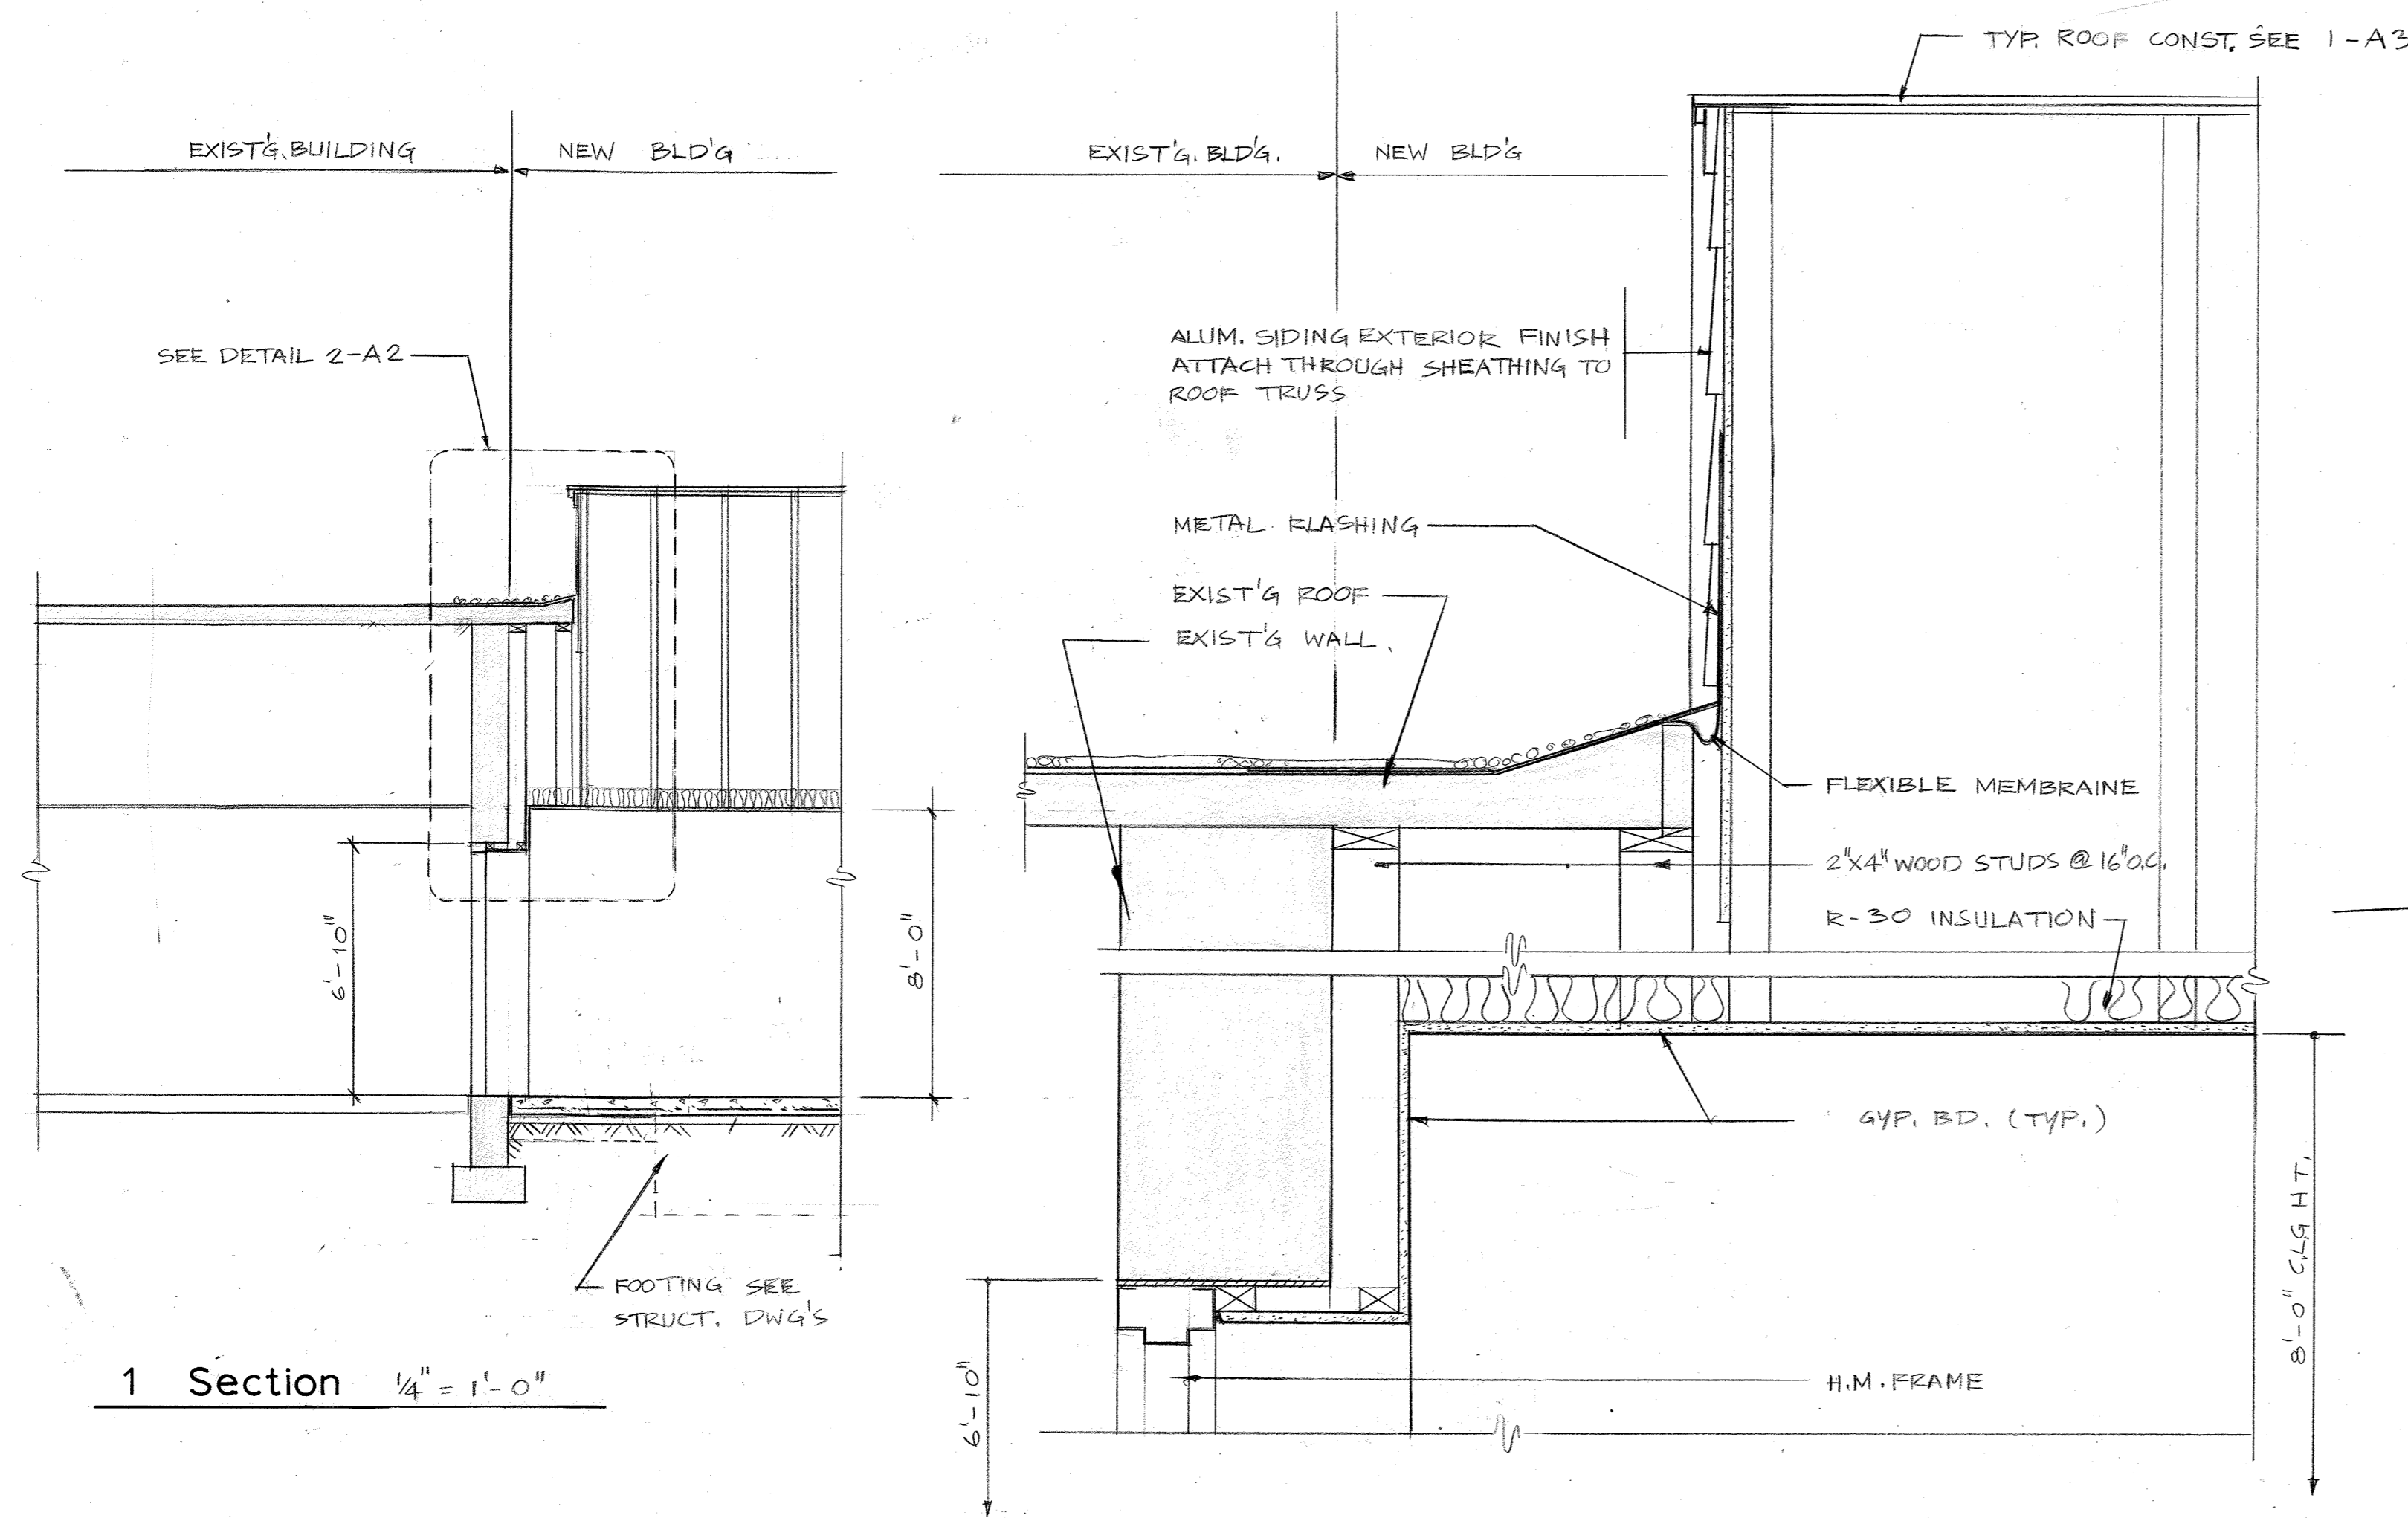 TYP. ROOF CONST. SEE 1-A3
EXIST'G. BUILDING
NEW BLD'G
EXIST'G. BLD'G.
NEW BLD'G
SEE DETAIL 2-A2
ALUM. SIDING EXTERIOR FINISH
ATTACH THROUGH SHEATHING TO
ROOF TRUSS
METAL FLASHING
EXIST'G ROOF
EXIST'G WALL.
FLEXIBLE MEMBRAINE
2"X4" WOOD STUDS @ 16" O.C.
R-30 INSULATION
6'-10"
8'-0"
GYP. BD. (TYP.)
8'-0" CLG HT.
FOOTING SEE
STRUCT. DWG'S
1 Section 1/4" = 1'-0"
6'-10"
H.M. FRAME